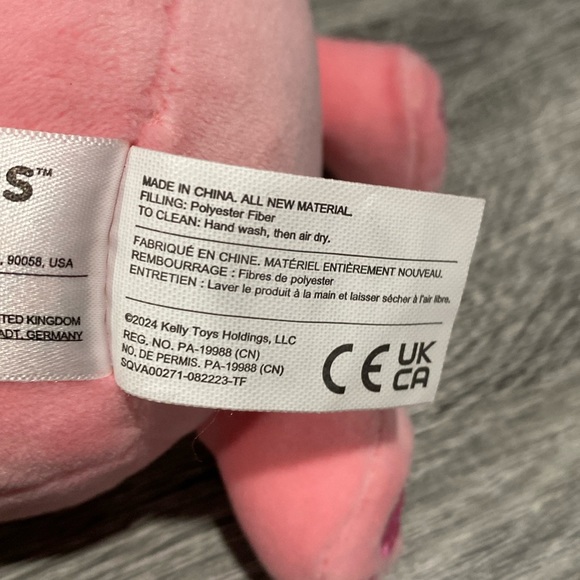 S™
, 90058, USA
ITED KINGDOM
ADT, GERMANY
MADE IN CHINA. ALL NEW MATERIAL.
FILLING: Polyester Fiber
TO CLEAN: Hand wash, then air dry.
FABRIQUÉ EN CHINE. MATÉRIEL ENTIÈREMENT NOUVEAU.
REMBOURRAGE : Fibres de polyester
ENTRETIEN : Laver le produit à la main et laisser sécher à l'air libre.
©2024 Kelly Toys Holdings, LLC
REG. NO. PA-19988 (CN)
NO. DE PERMIS. PA-19988 (CN)
SQVA00271-082223-TF
CE UK
CA